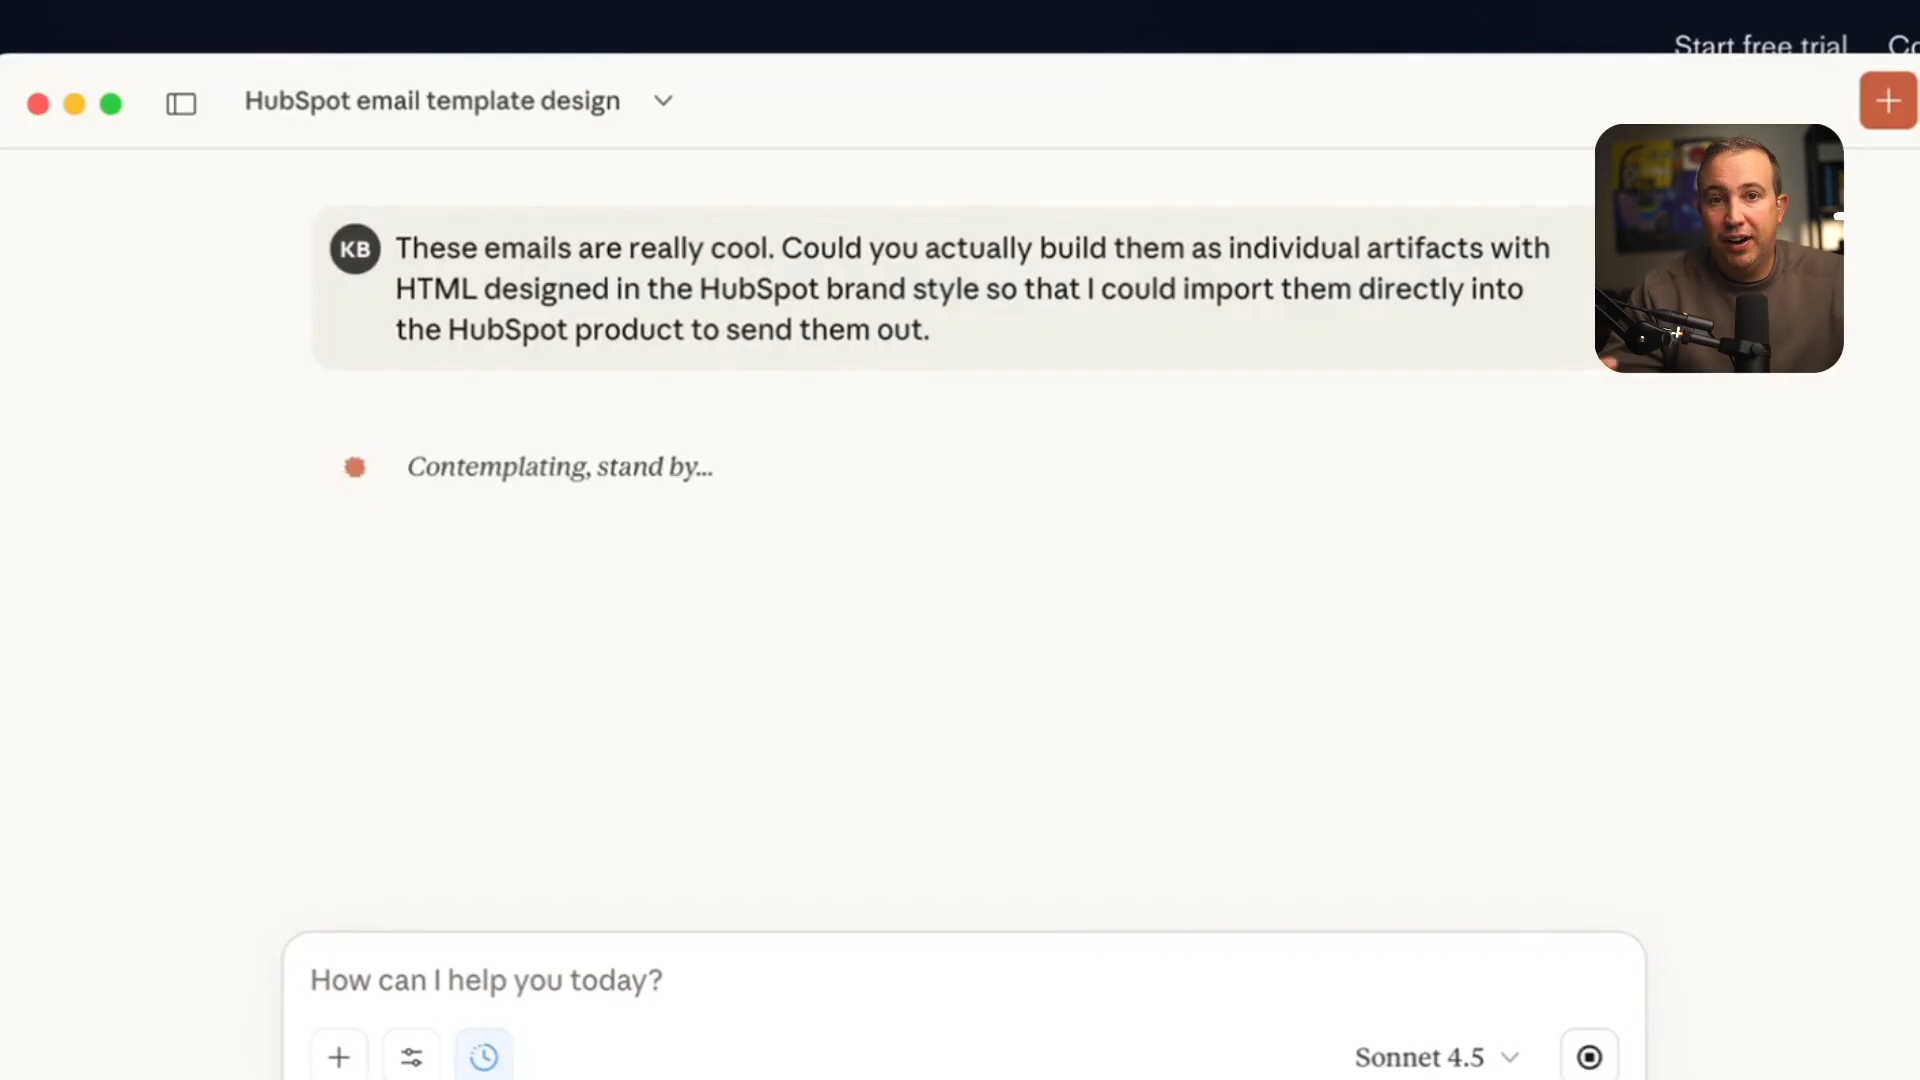 Start free trial
HubSpot email template design
KB
These emails are really cool. Could you actually build them as individual artifacts with
HTML designed in the HubSpot brand style so that I could import them directly into
the HubSpot product to send them out.
Contemplating, stand by...
How can I help you today?
Sonnet 4.5